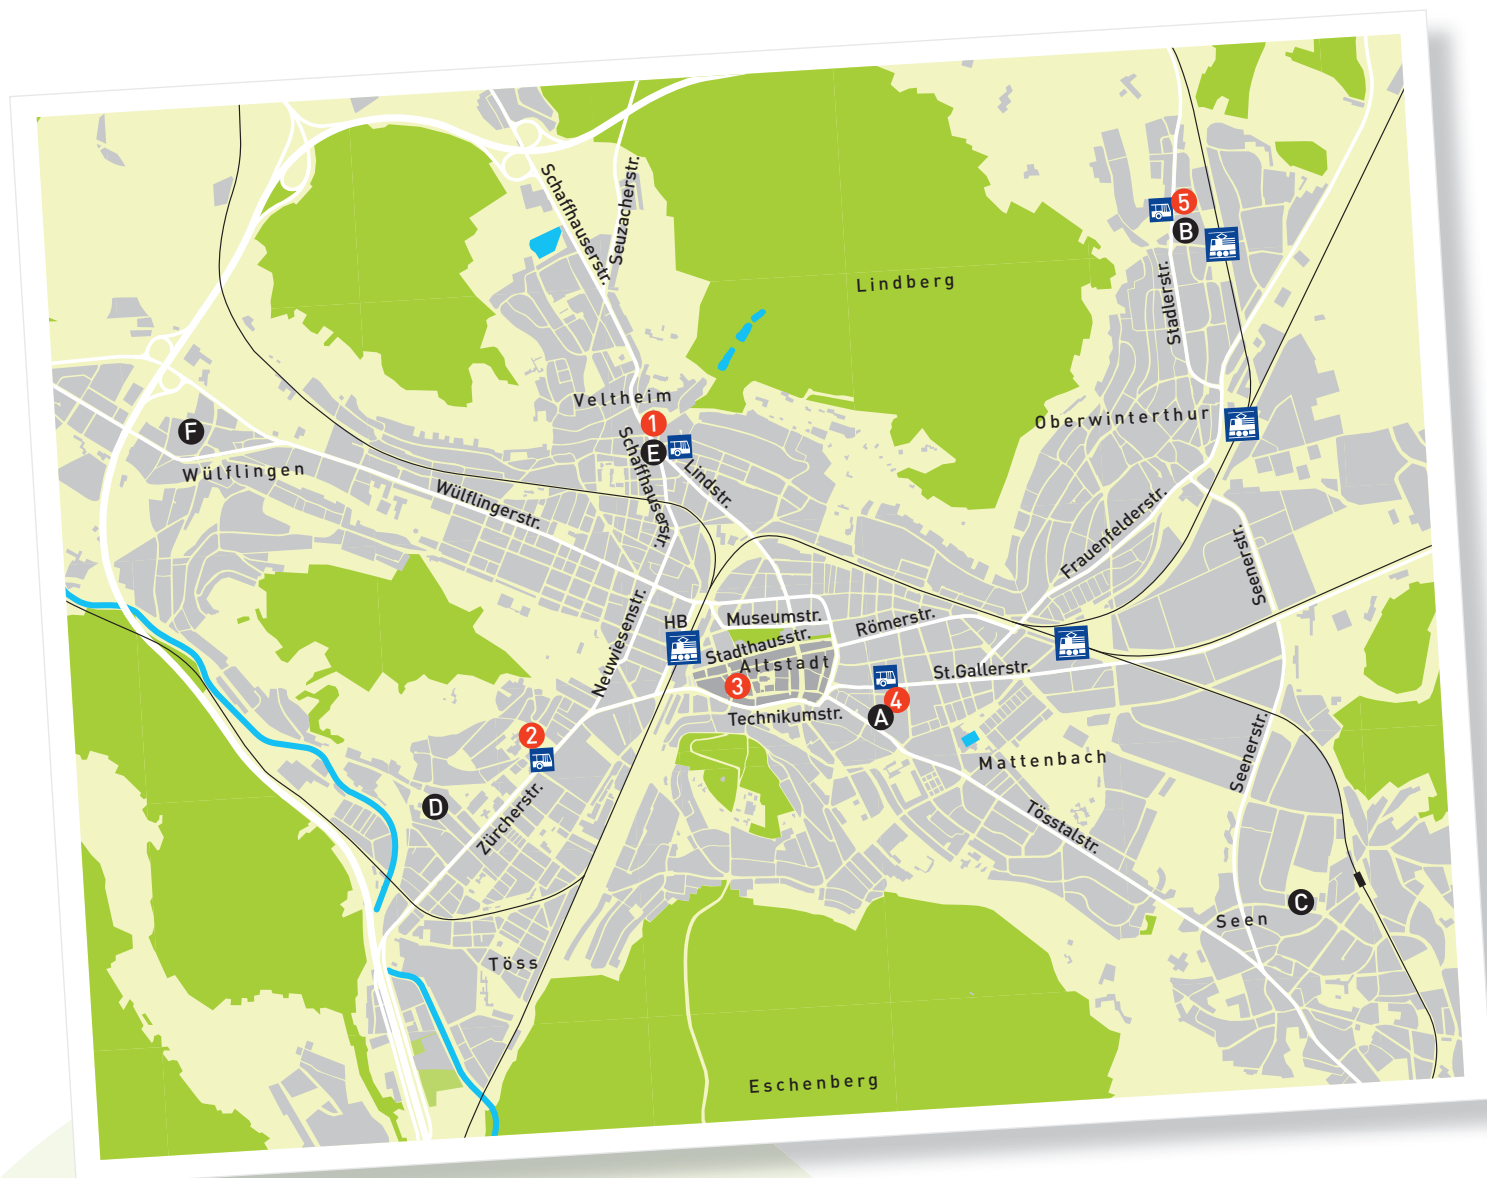 Schaffhauserstr.
Seuzacherstr.
Lindberg
5
B
Stadlerstr.
Veltheim
1
E
Schaffhauserstr.
Lindstr.
Oberwinterthur
F
Wülflingen
Wülflingerstr.
Frauenfelderstr.
Seenerstr.
Neuwiesenstr.
HB
Museumstr.
Stadthausstr.
Altstadt
Römerstr.
St.Gallerstr.
3
4
A
Technikumstr.
2
Mattenbach
Seenerstr.
D
Zürcherstr.
Tösstalstr.
C
Seen
Töss
Eschenberg